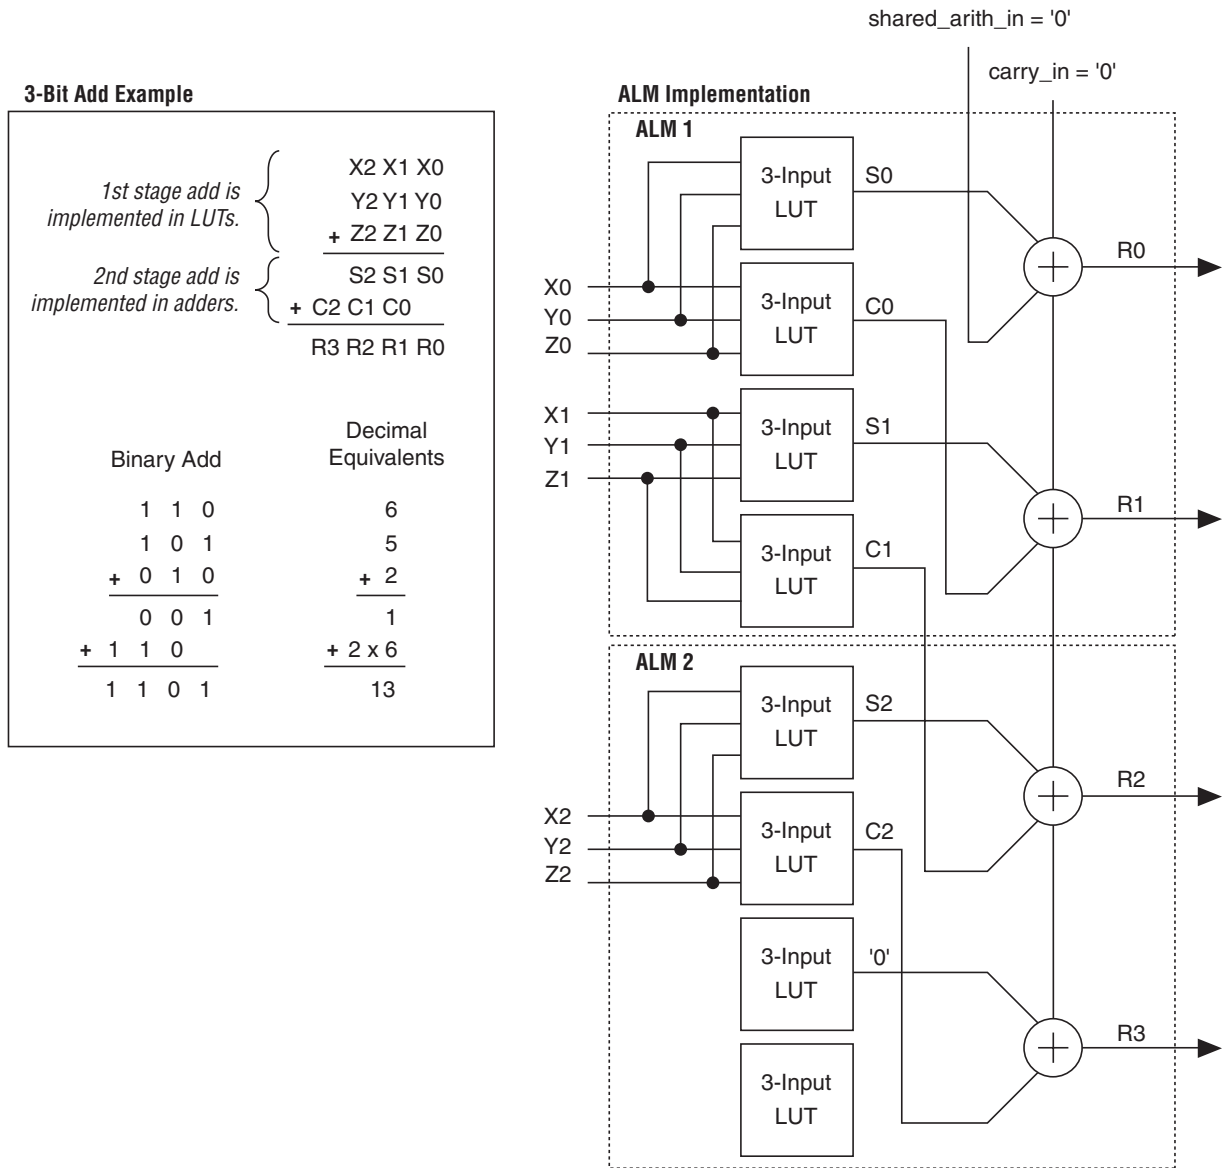 shared_arith_in = '0'
carry_in = '0'
3-Bit Add Example
1st stage add is
implemented in LUTs.
X2 X1 X0
Y2 Y1 Y0
+ Z2 Z1 Z0
2nd stage add is
implemented in adders.
S2 S1 S0
+ C2 C1 C0
R3 R2 R1 R0
Binary Add
1 1 0
1 0 1
+ 0 1 0
0 0 1
+ 1 1 0
1 1 0 1
Decimal
Equivalents
6
5
+ 2
1
+ 2 x 6
13
ALM Implementation
ALM 1
3-Input
LUT
S0
R0
X0
Y0
Z0
3-Input
LUT
C0
X1
Y1
Z1
3-Input
LUT
S1
R1
3-Input
LUT
C1
ALM 2
3-Input
LUT
S2
R2
X2
Y2
Z2
3-Input
LUT
C2
3-Input
LUT
'0'
R3
3-Input
LUT